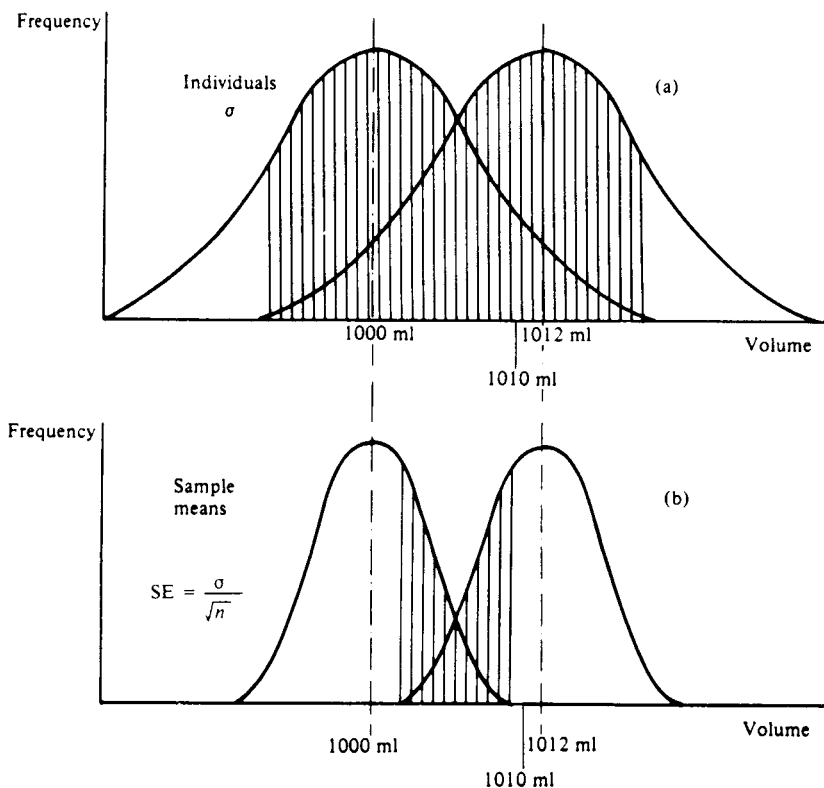 Frequency
Individuals
σ
(a)
1000 ml
1012 ml
Volume
1010 ml
Frequency
Sample
means
(b)
SE = σ/√n
Volume
1000 ml
1012 ml
1010 ml